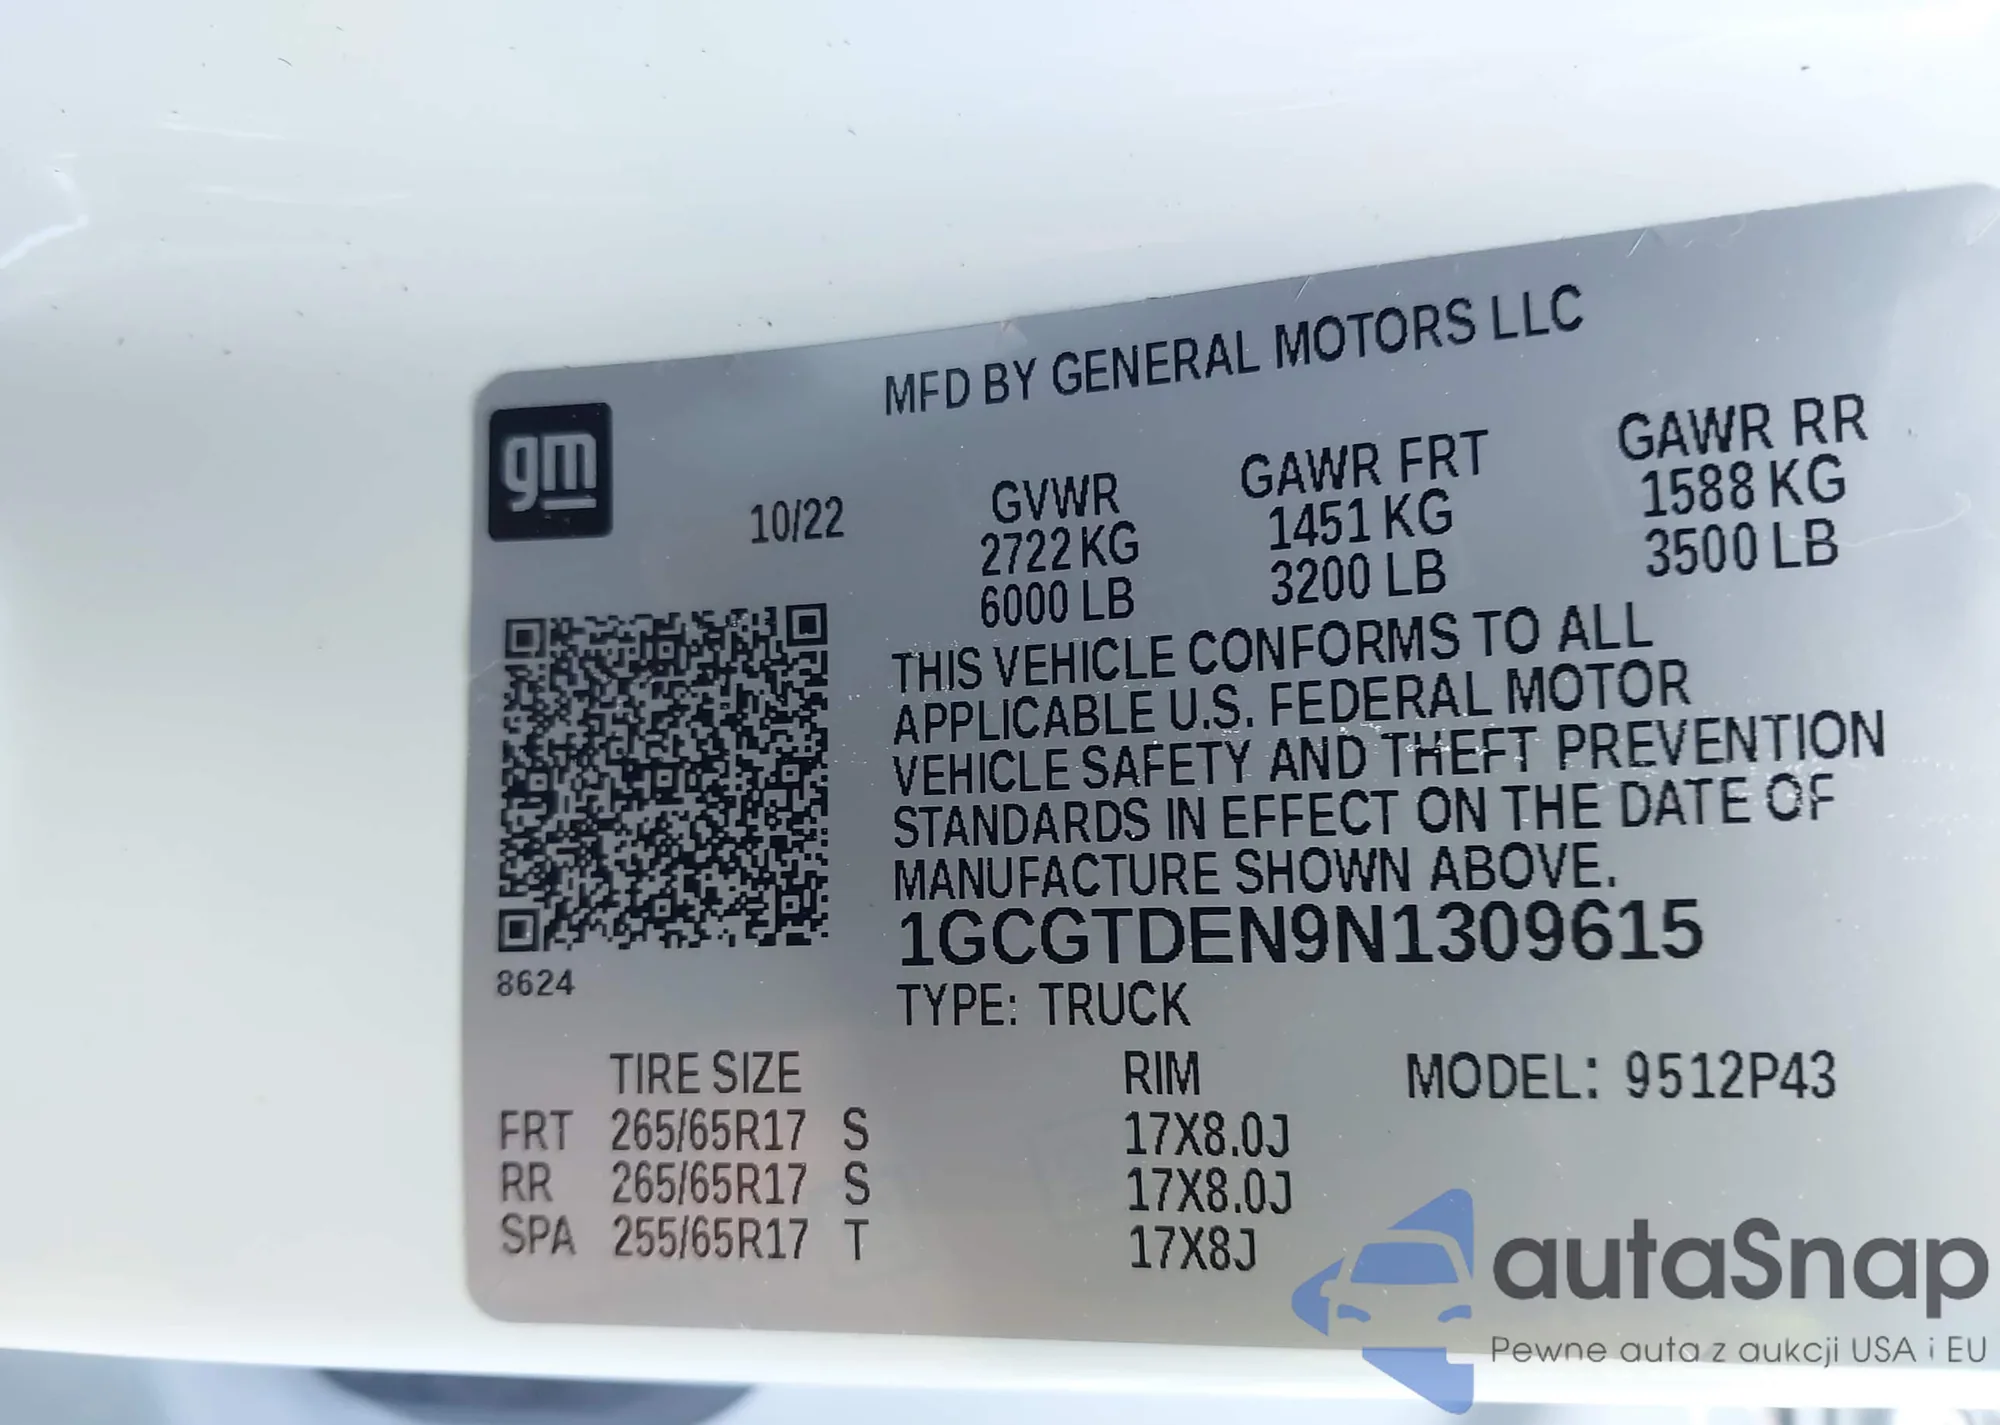 MFD BY GENERAL MOTORS LLC
gm
10/22
GVWR GAWR FRT GAWR RR
2722 KG 1451 KG 1588 KG
6000 LB 3200 LB 3500 LB
THIS VEHICLE CONFORMS TO ALL
APPLICABLE U.S. FEDERAL MOTOR
VEHICLE SAFETY AND THEFT PREVENTION
STANDARDS IN EFFECT ON THE DATE OF
MANUFACTURE SHOWN ABOVE.
1GCGTDEN9N1309615
8624
TYPE: TRUCK
TIRE SIZE RIM MODEL: 9512P43
FRT 265/65R17 S 17X8.0J
RR 265/65R17 S 17X8.0J
SPA 255/65R17 T 17X8J
autaSnap
Pewne auta z aukcji USA i EU